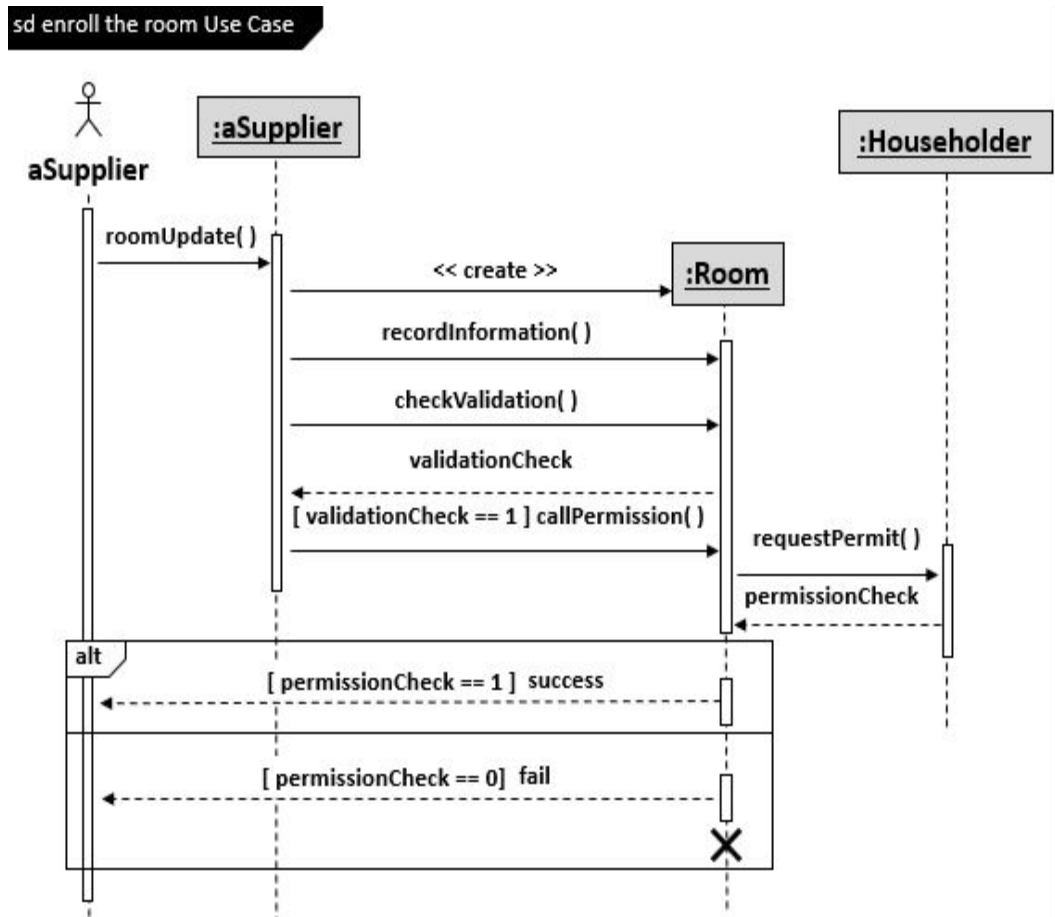 sd enroll the room Use Case
aSupplier
:aSupplier
:Householder
roomUpdate( )
<< create >>
:Room
recordInformation( )
checkValidation( )
validationCheck
[ validationCheck == 1 ] callPermission( )
requestPermit( )
permissionCheck
alt
[ permissionCheck == 1 ] success
[ permissionCheck == 0] fail